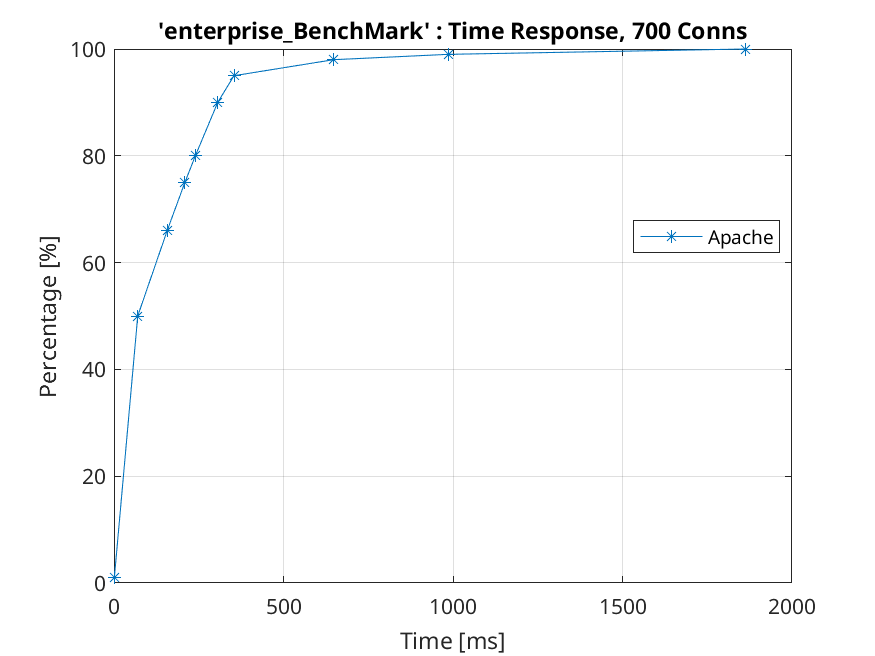 'enterprise_BenchMark' : Time Response, 700 Conns
100
80
60
40
20
0
Percentage [%]
Apache
0 500 1000 1500 2000
Time [ms]